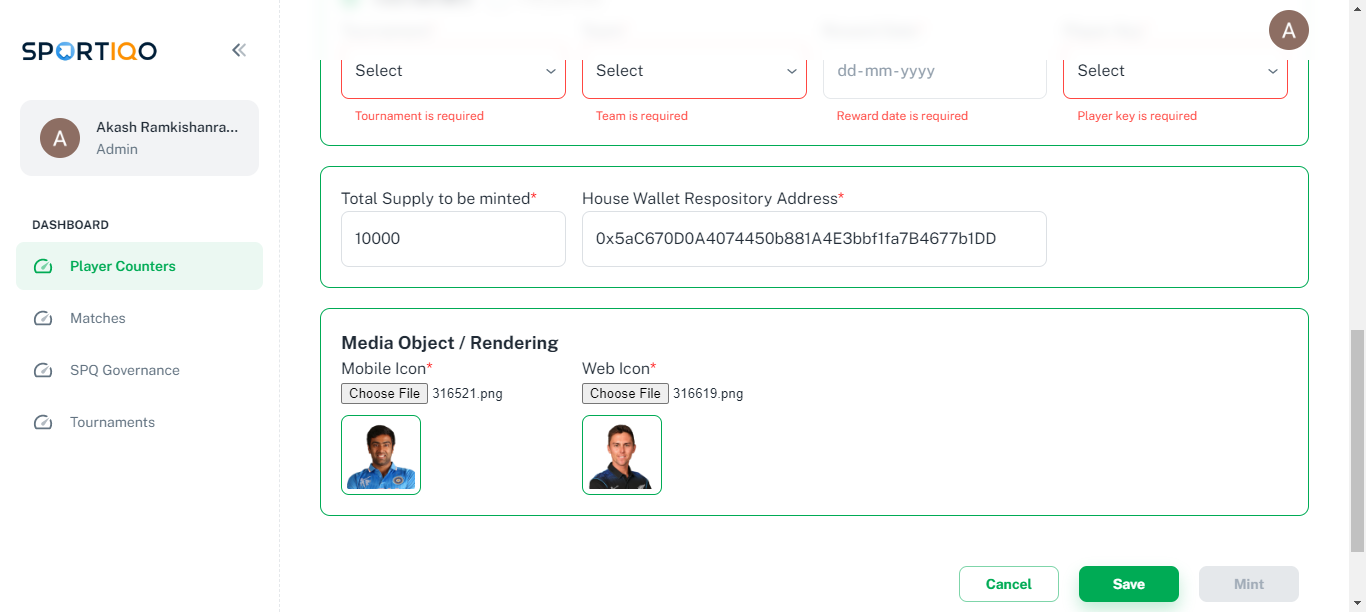 SPORTIQO
A
Akash Ramkishanra...
Admin
DASHBOARD
Player Counters
Matches
SPQ Governance
Tournaments
A
Select
Select
dd-mm-yyyy
Select
Tournament is required
Team is required
Reward date is required
Player key is required
Total Supply to be minted*
House Wallet Respository Address*
10000
0x5aC670D0A4074450b881A4E3bbf1fa7B4677b1DD
Media Object / Rendering
Mobile Icon*
Web Icon*
Choose File 316521.png
Choose File 316619.png
Cancel
Save
Mint